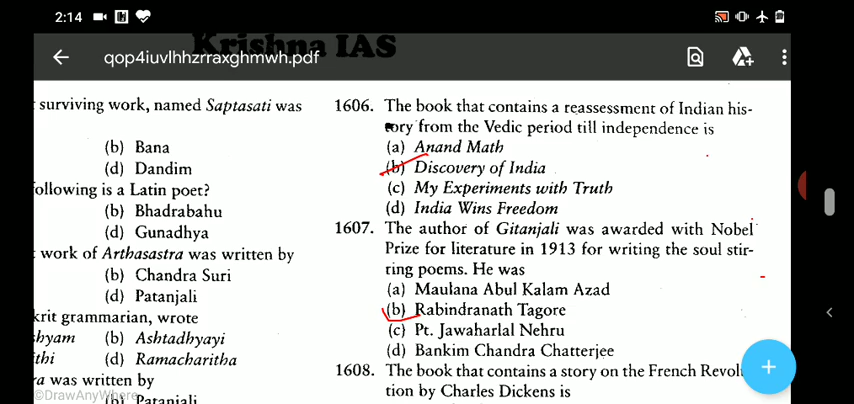 2:14
Krishna IAS
qop4iuvlhhzrraxghmwh.pdf
surviving work, named Saptasati was
(b) Bana
(d) Dandim
following is a Latin poet?
(b) Bhadrabahu
(d) Gunadhya
work of Arthasastra was written by
(b) Chandra Suri
(d) Patanjali
krit grammarian, wrote
hyam (b) Ashtadhyayi
ithi (d) Ramacharitha
ra was written by
(b) Patanjali
©DrawAnyWhere
1606. The book that contains a reassessment of Indian his-
tory from the Vedic period till independence is
(a) Anand Math
(b) Discovery of India
(c) My Experiments with Truth
(d) India Wins Freedom
1607. The author of Gitanjali was awarded with Nobel
Prize for literature in 1913 for writing the soul stir-
ring poems. He was
(a) Maulana Abul Kalam Azad
(b) Rabindranath Tagore
(c) Pt. Jawaharlal Nehru
(d) Bankim Chandra Chatterjee
1608. The book that contains a story on the French Revolu
tion by Charles Dickens is